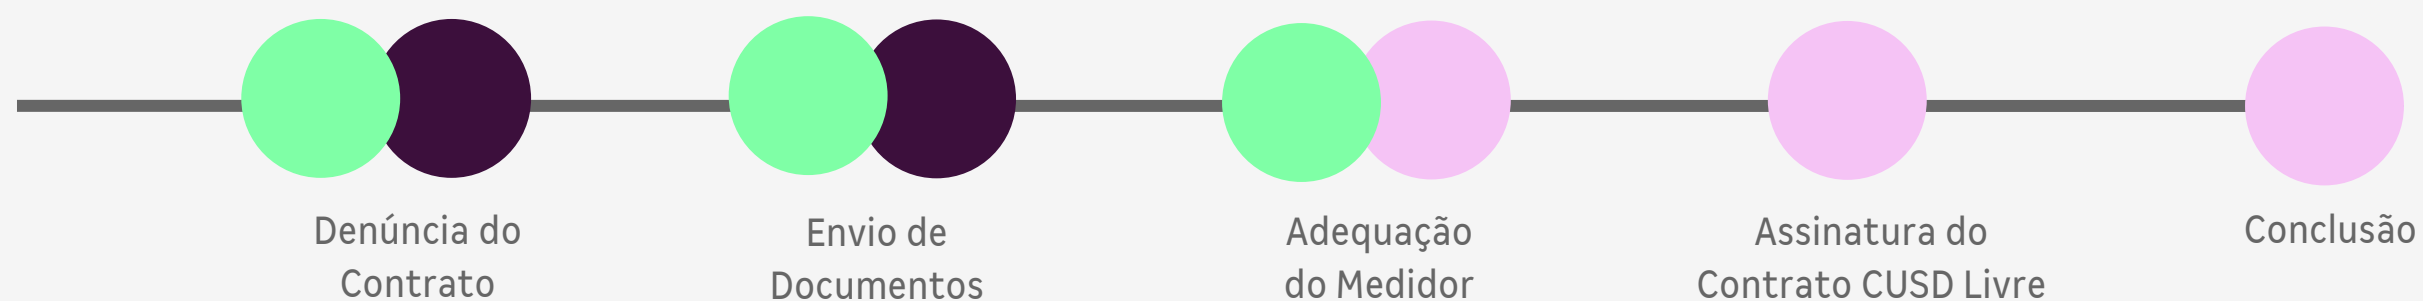 Denúncia do
Contrato
Envio de
Documentos
Adequação
do Medidor
Assinatura do
Contrato CUSD Livre
Conclusão